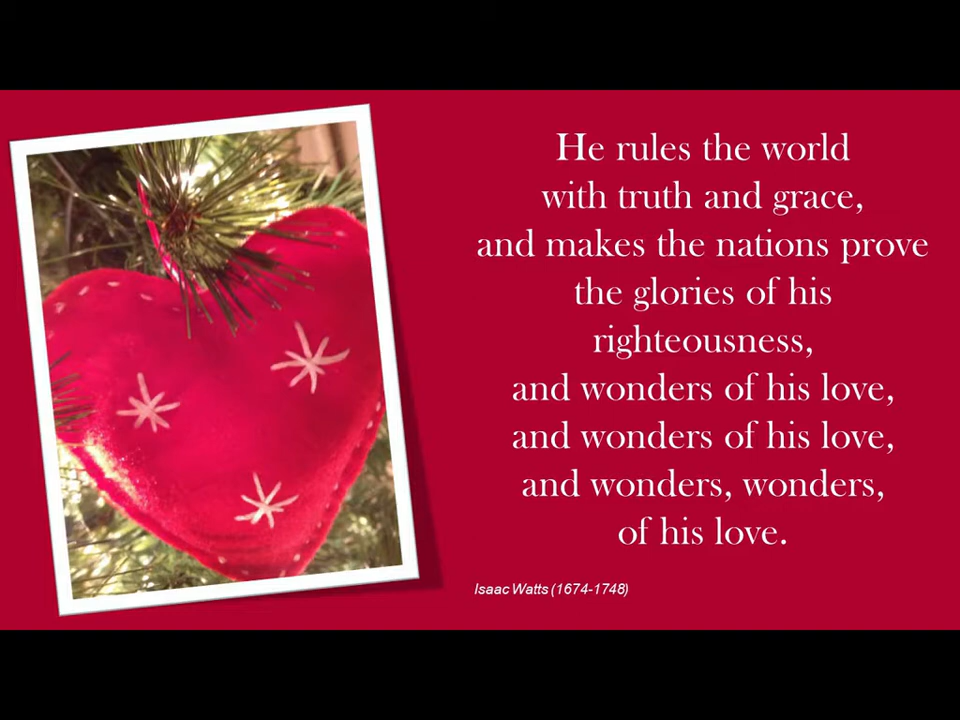 He rules the world
with truth and grace,
and makes the nations prove
the glories of his
righteousness,
and wonders of his love,
and wonders of his love,
and wonders, wonders,
of his love.
Isaac Watts (1674-1748)